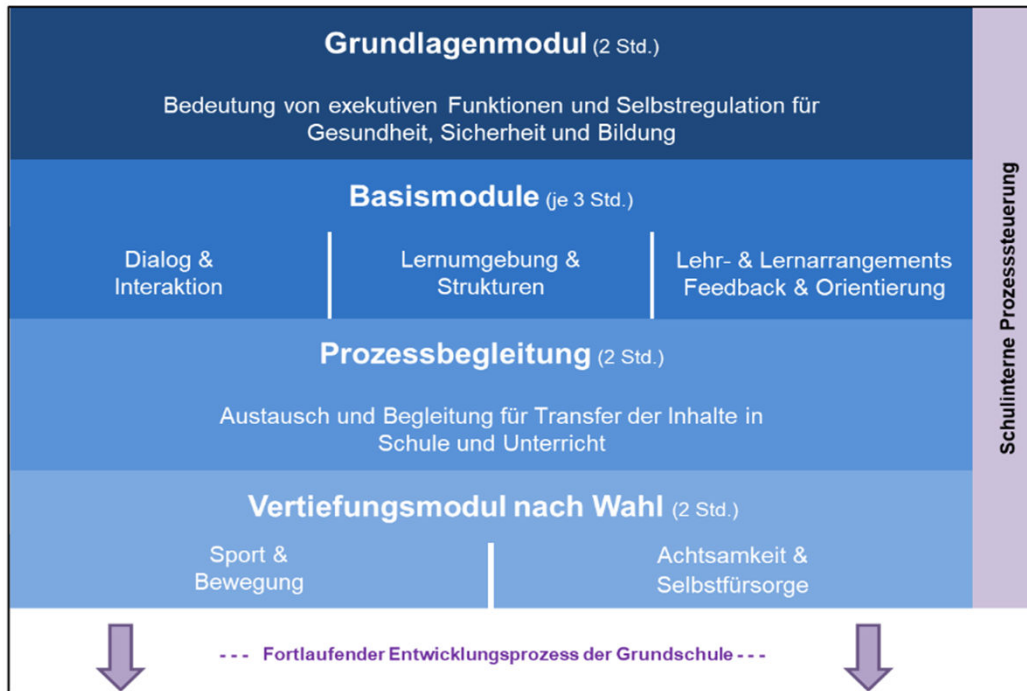 Grundlagenmodul (2 Std.)
Bedeutung von exekutiven Funktionen und Selbstregulation für
Gesundheit, Sicherheit und Bildung
Basismodule (je 3 Std.)
Dialog &
Interaktion
Lernumgebung &
Strukturen
Lehr- & Lernarrangements
Feedback & Orientierung
Prozessbegleitung (2 Std.)
Austausch und Begleitung für Transfer der Inhalte in
Schule und Unterricht
Vertiefungsmodul nach Wahl (2 Std.)
Sport &
Bewegung
Achtsamkeit &
Selbstfürsorge
--- Fortlaufender Entwicklungsprozess der Grundschule ---
Schulinterne Prozesssteuerung